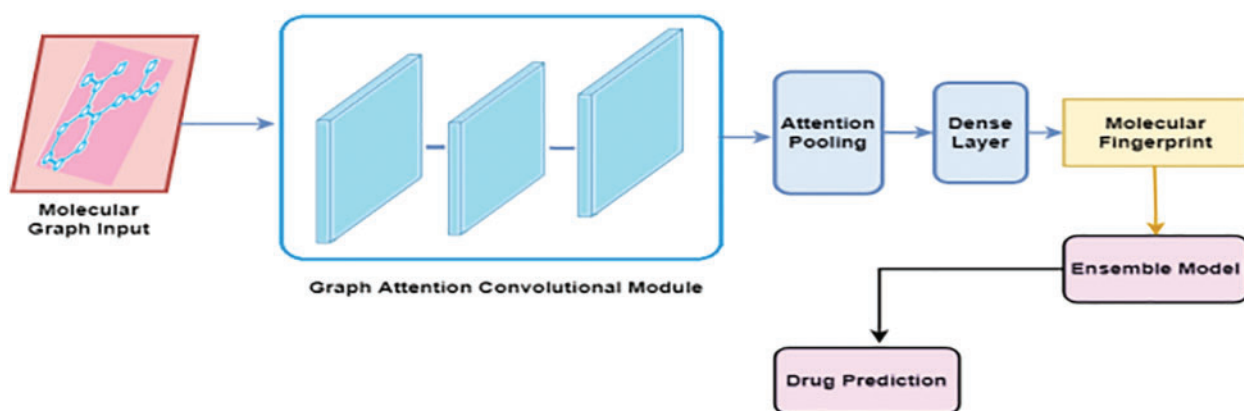 Molecular
Graph Input
Graph Attention Convolutional Module
Attention
Pooling
Dense
Layer
Molecular
Fingerprint
Ensemble Model
Drug Prediction